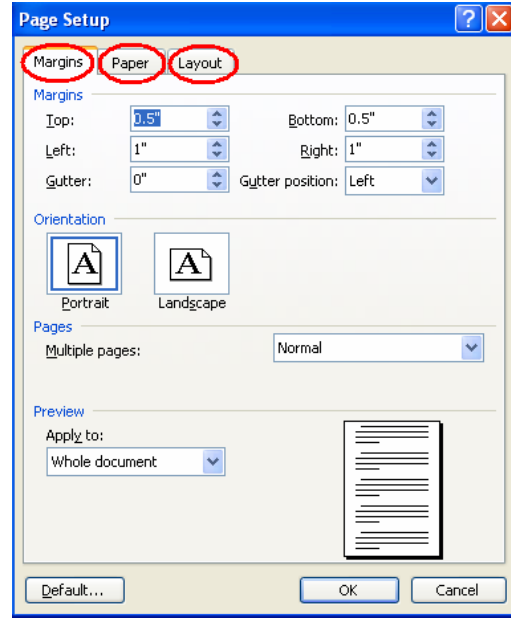 Page Setup
Margins Paper Layout
Margins
Top: 0.5" Bottom: 0.5"
Left: 1" Right: 1"
Gutter: 0" Gutter position: Left
Orientation
A A
Portrait Landscape
Pages
Multiple pages: Normal
Preview
Apply to:
Whole document
Default... OK Cancel